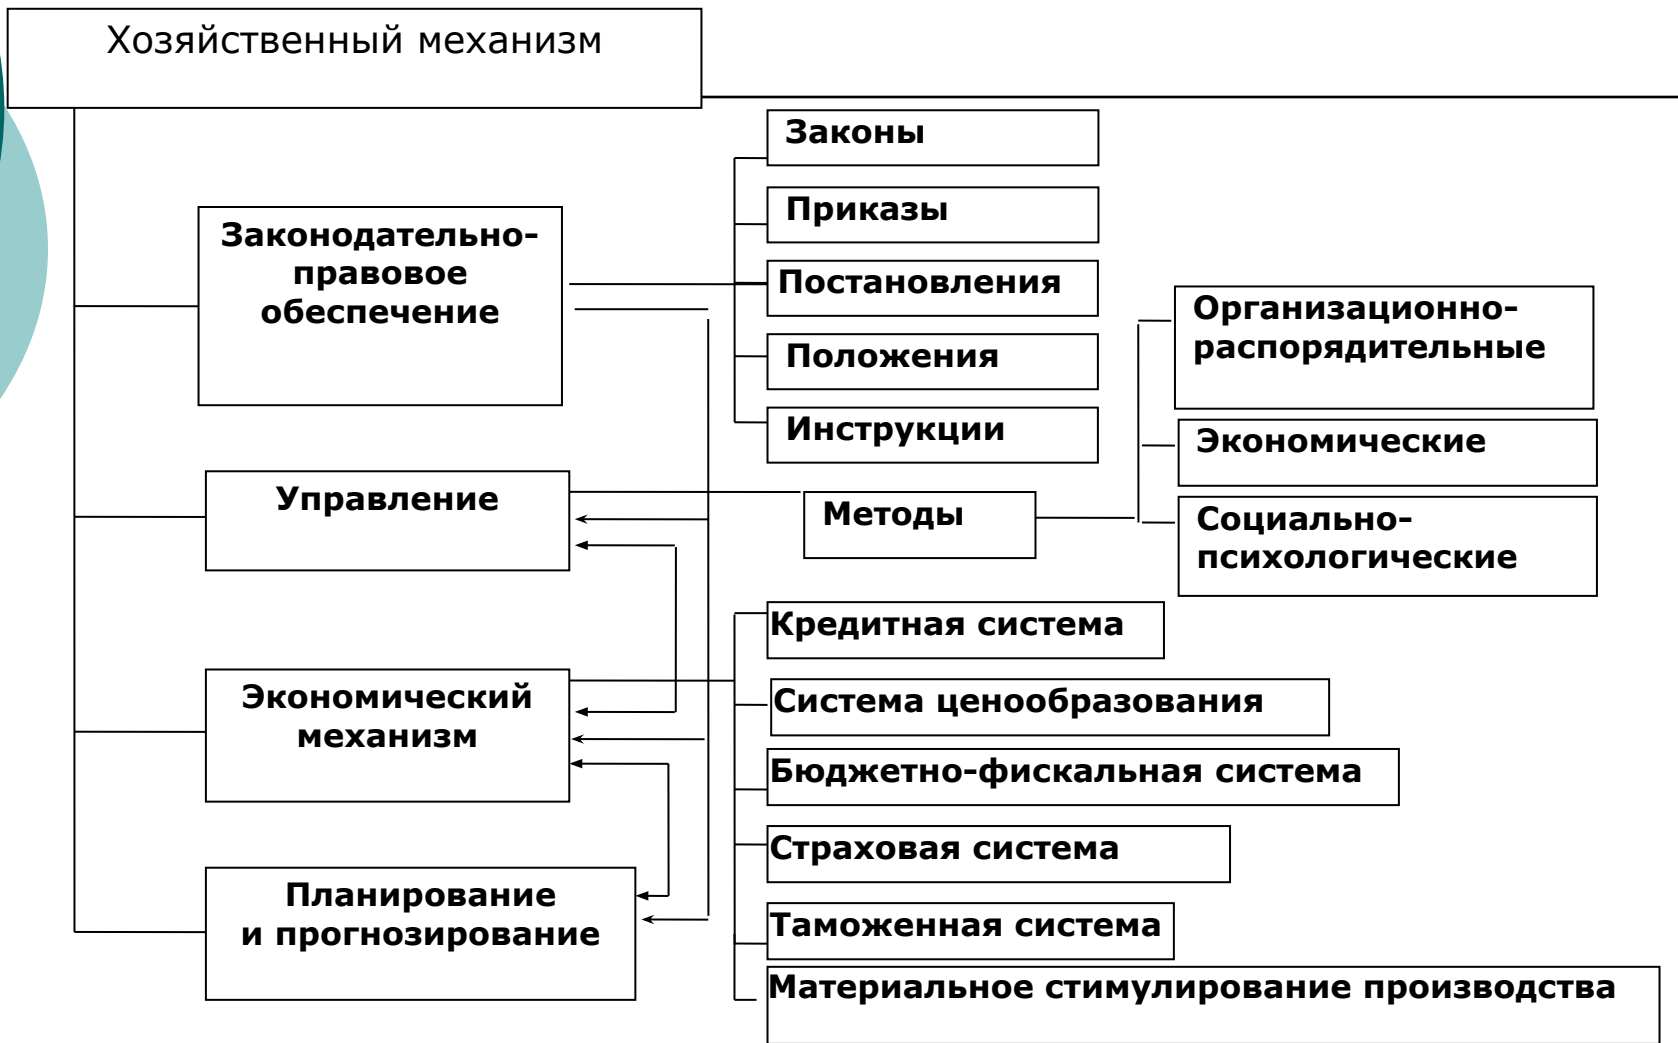 Хозяйственный механизм
Законодательно-
правовое
обеспечение
Законы
Приказы
Постановления
Положения
Инструкции
Управление
Методы
Организационно-
распорядительные
Экономические
Социально-
психологические
Экономический
механизм
Кредитная система
Система ценообразования
Бюджетно-фискальная система
Страховая система
Таможенная система
Материальное стимулирование производства
Планирование
и прогнозирование